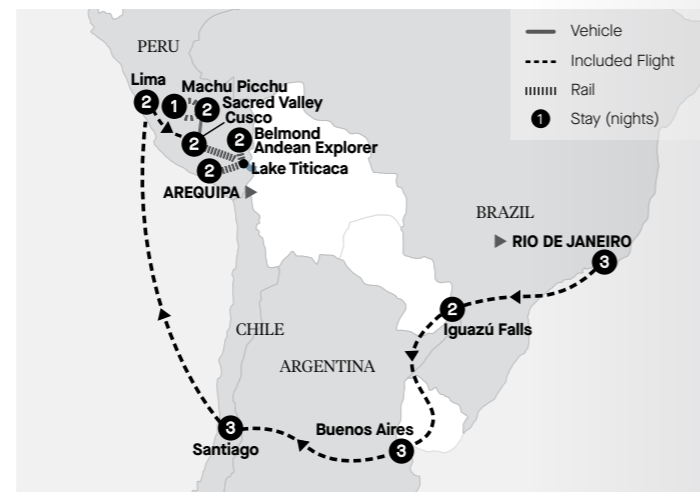 Vehicle
Included Flight
Rail
1 Stay (nights)
PERU
Lima
2
Machu Picchu
1
2
Sacred Valley
Cusco
2
2
Belmond
Andean Explorer
2
Lake Titicaca
AREQUIPA
BRAZIL
RIO DE JANEIRO
3
2
Iguazú Falls
CHILE
ARGENTINA
3
Santiago
Buenos Aires
3